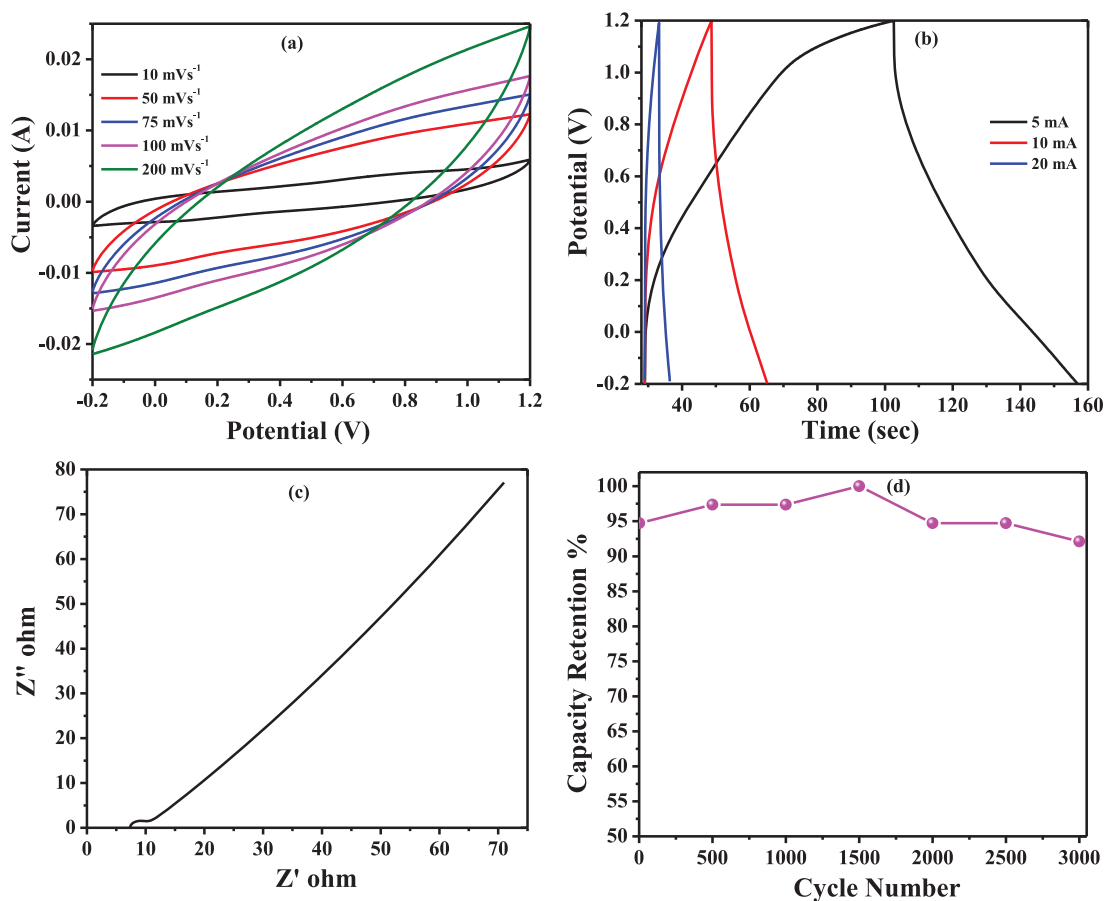 (a)
10 mVs⁻¹
50 mVs⁻¹
75 mVs⁻¹
100 mVs⁻¹
200 mVs⁻¹
0.02
0.01
0.00
-0.01
-0.02
Current (A)
-0.2 0.0 0.2 0.4 0.6 0.8 1.0 1.2
Potential (V)
(b)
5 mA
10 mA
20 mA
1.2
1.0
0.8
0.6
0.4
0.2
0.0
-0.2
Potential (V)
40 60 80 100 120 140 160
Time (sec)
(c)
80
70
60
50
40
30
20
10
0
Z'' ohm
0 10 20 30 40 50 60 70
Z' ohm
(d)
100
95
90
85
80
75
70
65
60
55
50
Capacity Retention %
0 500 1000 1500 2000 2500 3000
Cycle Number